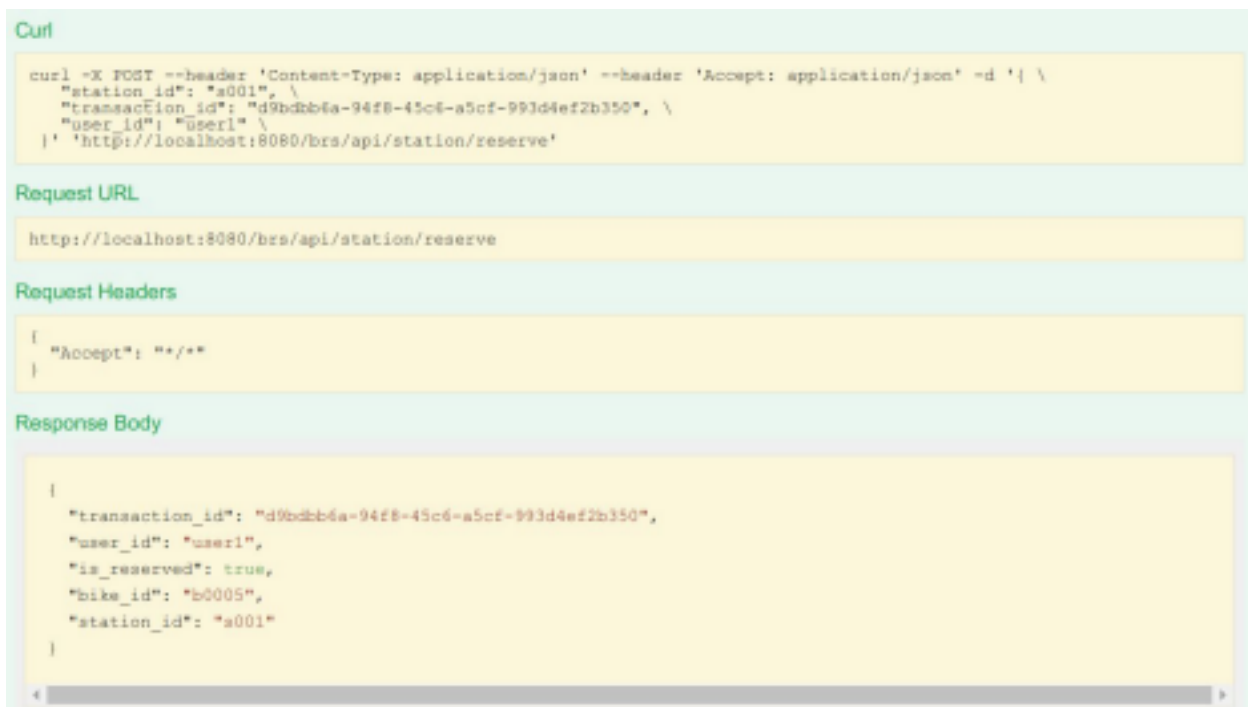 Curl
curl -X POST --header 'Content-Type: application/json' --header 'Accept: application/json' -d '{ \
"station_id": "s001", \
"transaction_id": "d9bdbb6a-94f8-45c6-a5cf-993d4ef2b350", \
"user_id": "user1" \
}' 'http://localhost:8080/brs/api/station/reserve'
Request URL
http://localhost:8080/brs/api/station/reserve
Request Headers
{
"Accept": "*/*"
}
Response Body
{
"transaction_id": "d9bdbb6a-94f8-45c6-a5cf-993d4ef2b350",
"user_id": "user1",
"is_reserved": true,
"bike_id": "b0005",
"station_id": "s001"
}